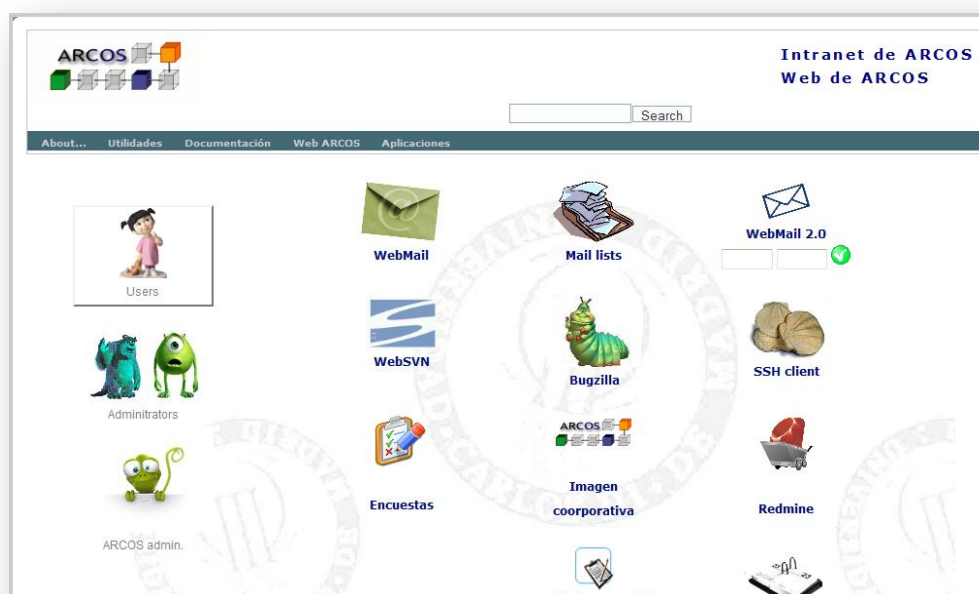 ARCOS
Intranet de ARCOS
Web de ARCOS
Search
About... Utilidades Documentación Web ARCOS Aplicaciones
Users
Adminitrators
ARCOS admin.
WebMail
Mail lists
WebMail 2.0
WebSVN
Bugzilla
SSH client
Encuestas
ARCOS
Imagen
coorporativa
Redmine